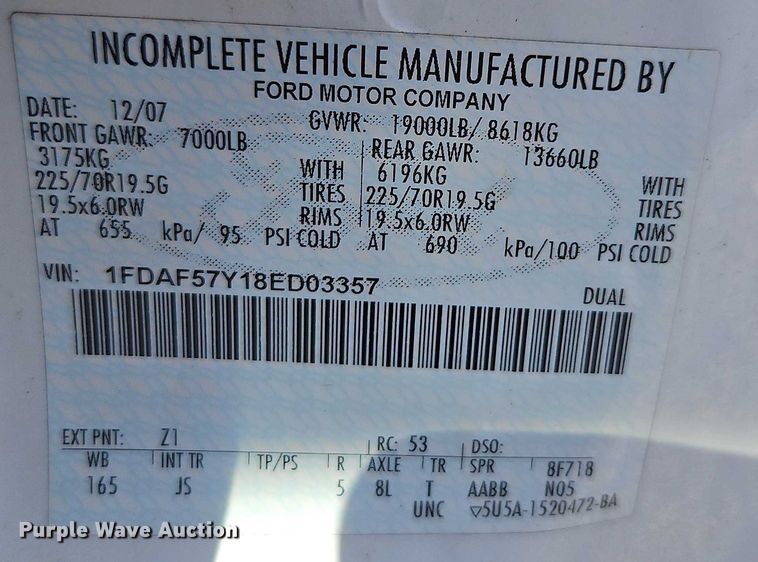 INCOMPLETE VEHICLE MANUFACTURED BY
FORD MOTOR COMPANY
DATE: 12/07 GVWR: 19000LB/ 8618KG
FRONT GAWR: 7000LB REAR GAWR: 13660LB
3175KG WITH 6196KG WITH
225/70R19.5G TIRES 225/70R19.5G TIRES
19.5x6.0RW RIMS 19.5x6.0RW RIMS
AT 655 kPa/ 95 PSI COLD AT 690 kPa/100 PSI COLD
VIN: 1FDAF57Y18ED03357 DUAL
EXT PNT: Z1 RC: 53 DSO:
WB INT TR TP/PS R AXLE TR SPR 8F718
165 JS 5 8L T AABB N05
UNC ▽5U5A-1520472-BA
Purple Wave Auction